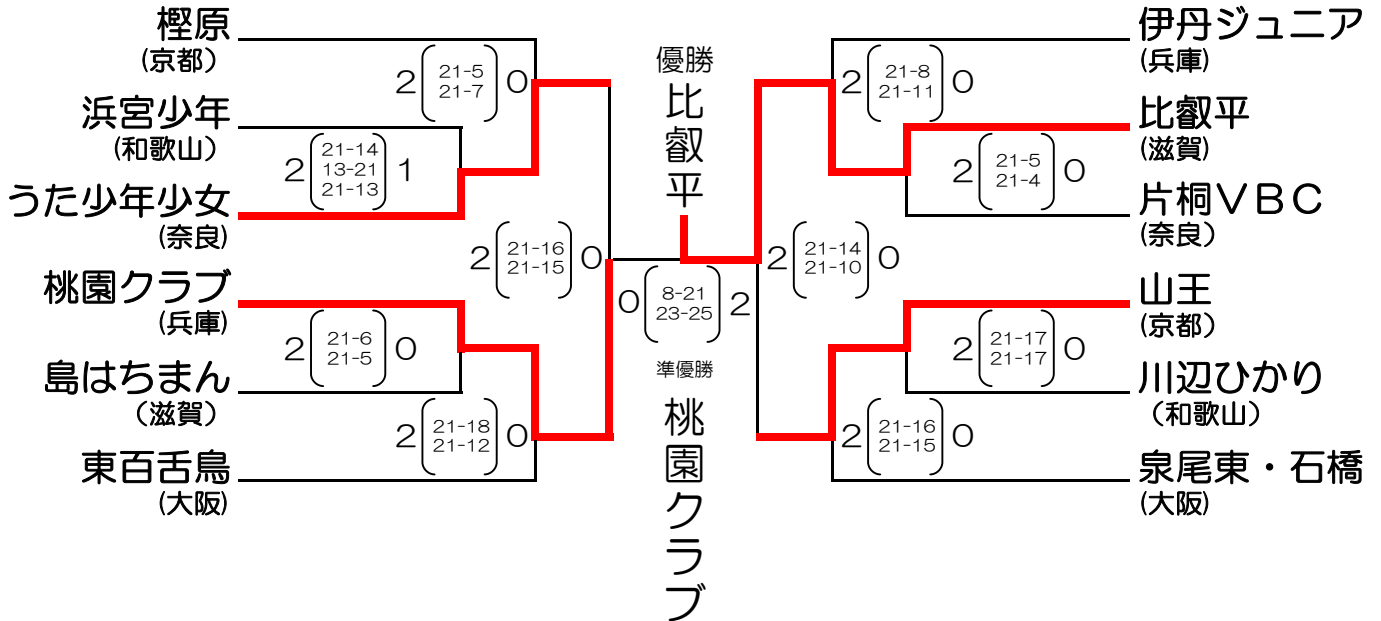 樫原
(京都)
2
21-5
21-7
0
浜宮少年
(和歌山)
2
21-14
13-21
21-13
1
うた少年少女
(奈良)
2
21-16
21-15
0
桃園クラブ
(兵庫)
2
21-6
21-5
0
島はちまん
(滋賀)
2
21-18
21-12
0
東百舌鳥
(大阪)
優勝
比叡平
0
8-21
23-25
2
準優勝
桃園クラブ
伊丹ジュニア
(兵庫)
2
21-8
21-11
0
比叡平
(滋賀)
2
21-5
21-4
0
片桐VBC
(奈良)
2
21-14
21-10
0
山王
(京都)
2
21-17
21-17
0
川辺ひかり
(和歌山)
2
21-16
21-15
0
泉尾東・石橋
(大阪)